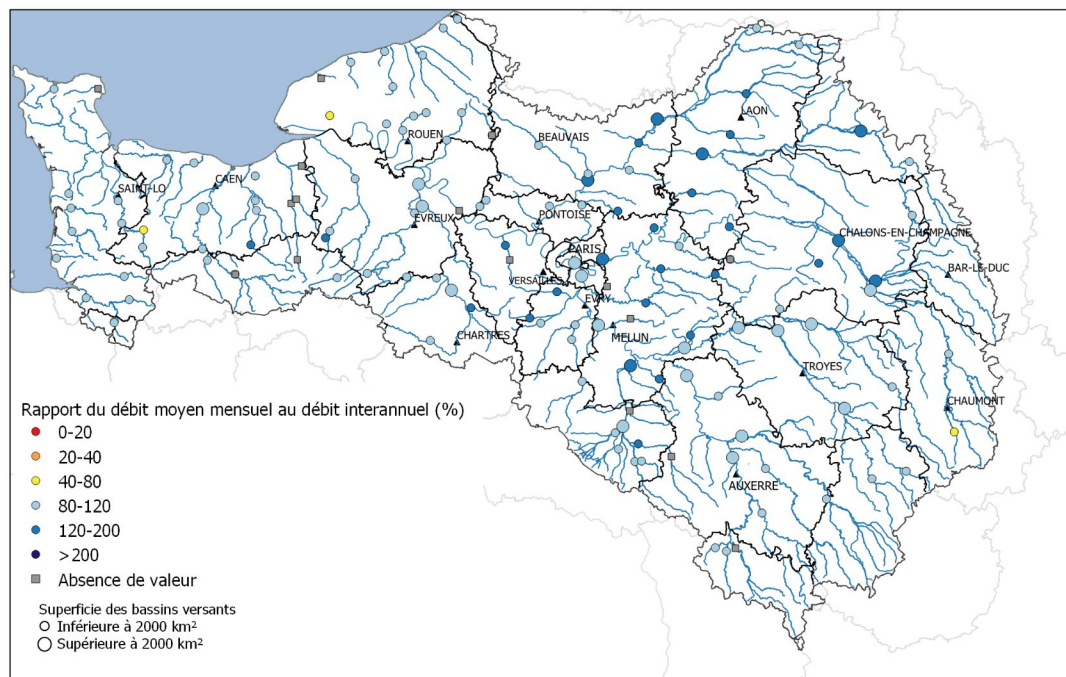 LAON
BEAUVAIS
ROUEN
CAEN
SAINT-LO
EVREUX
PONTOISE
PARIS
CHALONS-EN-CHAMPAGNE
BAR-LE-DUC
VERSAILLES
EVRY
MELUN
CHARTRES
TROYES
CHAUMONT
AUXERRE
Rapport du débit moyen mensuel au débit interannuel (%)
0-20
20-40
40-80
80-120
120-200
>200
Absence de valeur
Superficie des bassins versants
Inférieure à 2000 km²
Supérieure à 2000 km²